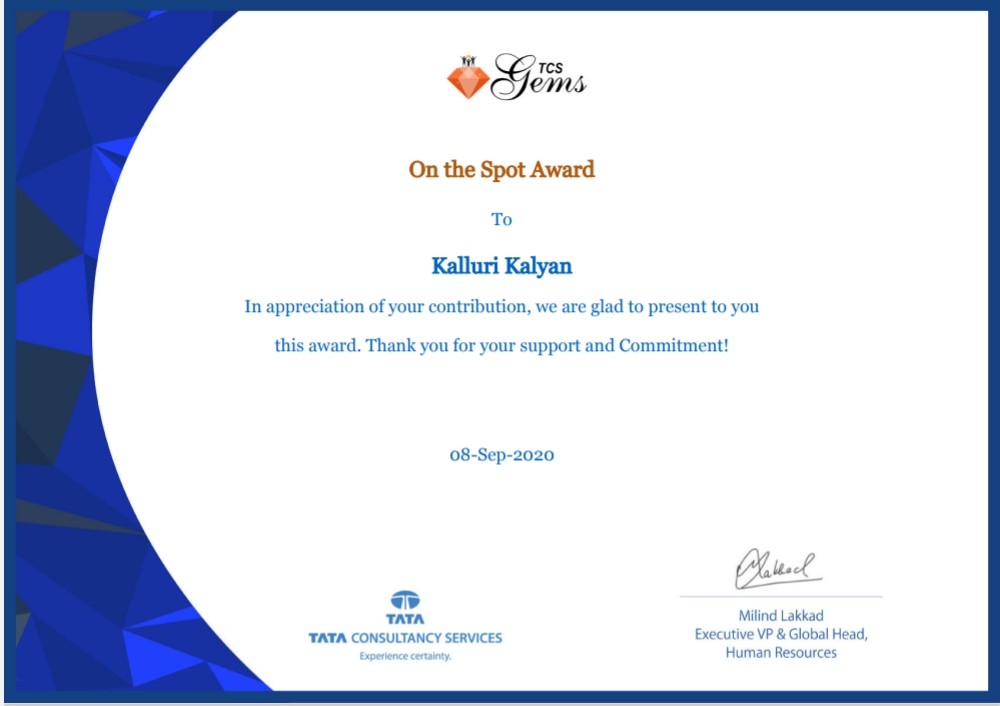 TCS
Gems
On the Spot Award
To
Kalluri Kalyan
In appreciation of your contribution, we are glad to present to you
this award. Thank you for your support and Commitment!
08-Sep-2020
Lakkad
TATA
TATA CONSULTANCY SERVICES
Experience certainty.
Milind Lakkad
Executive VP & Global Head,
Human Resources